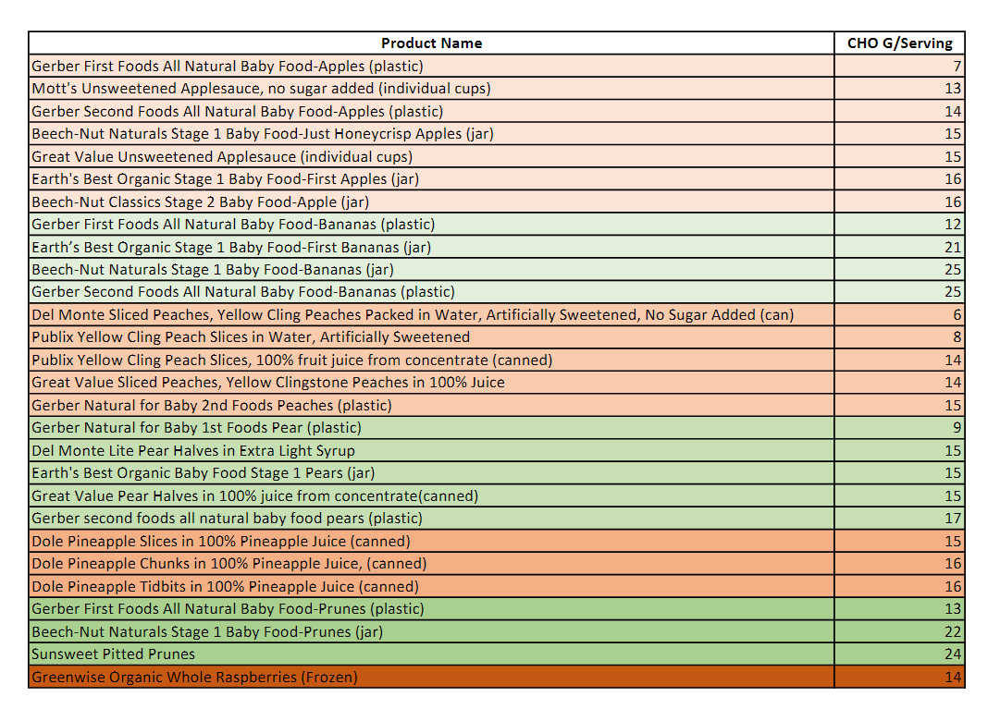 Product Name CHO G/Serving
Gerber First Foods All Natural Baby Food-Apples (plastic) 7
Mott's Unsweetened Applesauce, no sugar added (individual cups) 13
Gerber Second Foods All Natural Baby Food-Apples (plastic) 14
Beech-Nut Naturals Stage 1 Baby Food-Just Honeycrisp Apples (jar) 15
Great Value Unsweetened Applesauce (individual cups) 15
Earth's Best Organic Stage 1 Baby Food-First Apples (jar) 16
Beech-Nut Classics Stage 2 Baby Food-Apple (jar) 16
Gerber First Foods All Natural Baby Food-Bananas (plastic) 12
Earth’s Best Organic Stage 1 Baby Food-First Bananas (jar) 21
Beech-Nut Naturals Stage 1 Baby Food-Bananas (jar) 25
Gerber Second Foods All Natural Baby Food-Bananas (plastic) 25
Del Monte Sliced Peaches, Yellow Cling Peaches Packed in Water, Artificially Sweetened, No Sugar Added (can) 6
Publix Yellow Cling Peach Slices in Water, Artificially Sweetened 8
Publix Yellow Cling Peach Slices, 100% fruit juice from concentrate (canned) 14
Great Value Sliced Peaches, Yellow Clingstone Peaches in 100% Juice 14
Gerber Natural for Baby 2nd Foods Peaches (plastic) 15
Gerber Natural for Baby 1st Foods Pear (plastic) 9
Del Monte Lite Pear Halves in Extra Light Syrup 15
Earth's Best Organic Baby Food Stage 1 Pears (jar) 15
Great Value Pear Halves in 100% juice from concentrate(canned) 15
Gerber second foods all natural baby food pears (plastic) 17
Dole Pineapple Slices in 100% Pineapple Juice (canned) 15
Dole Pineapple Chunks in 100% Pineapple Juice, (canned) 16
Dole Pineapple Tidbits in 100% Pineapple Juice (canned) 16
Gerber First Foods All Natural Baby Food-Prunes (plastic) 13
Beech-Nut Naturals Stage 1 Baby Food-Prunes (jar) 22
Sunsweet Pitted Prunes 24
Greenwise Organic Whole Raspberries (Frozen) 14